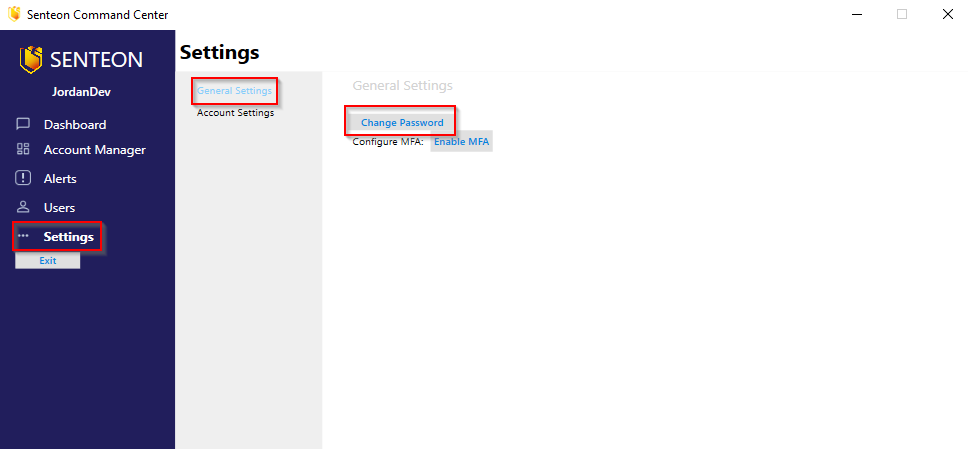 Senteon Command Center
SENTEON
JordanDev
Dashboard
Account Manager
Alerts
Users
Settings
Exit
Settings
General Settings
Account Settings
General Settings
Change Password
Configure MFA: Enable MFA